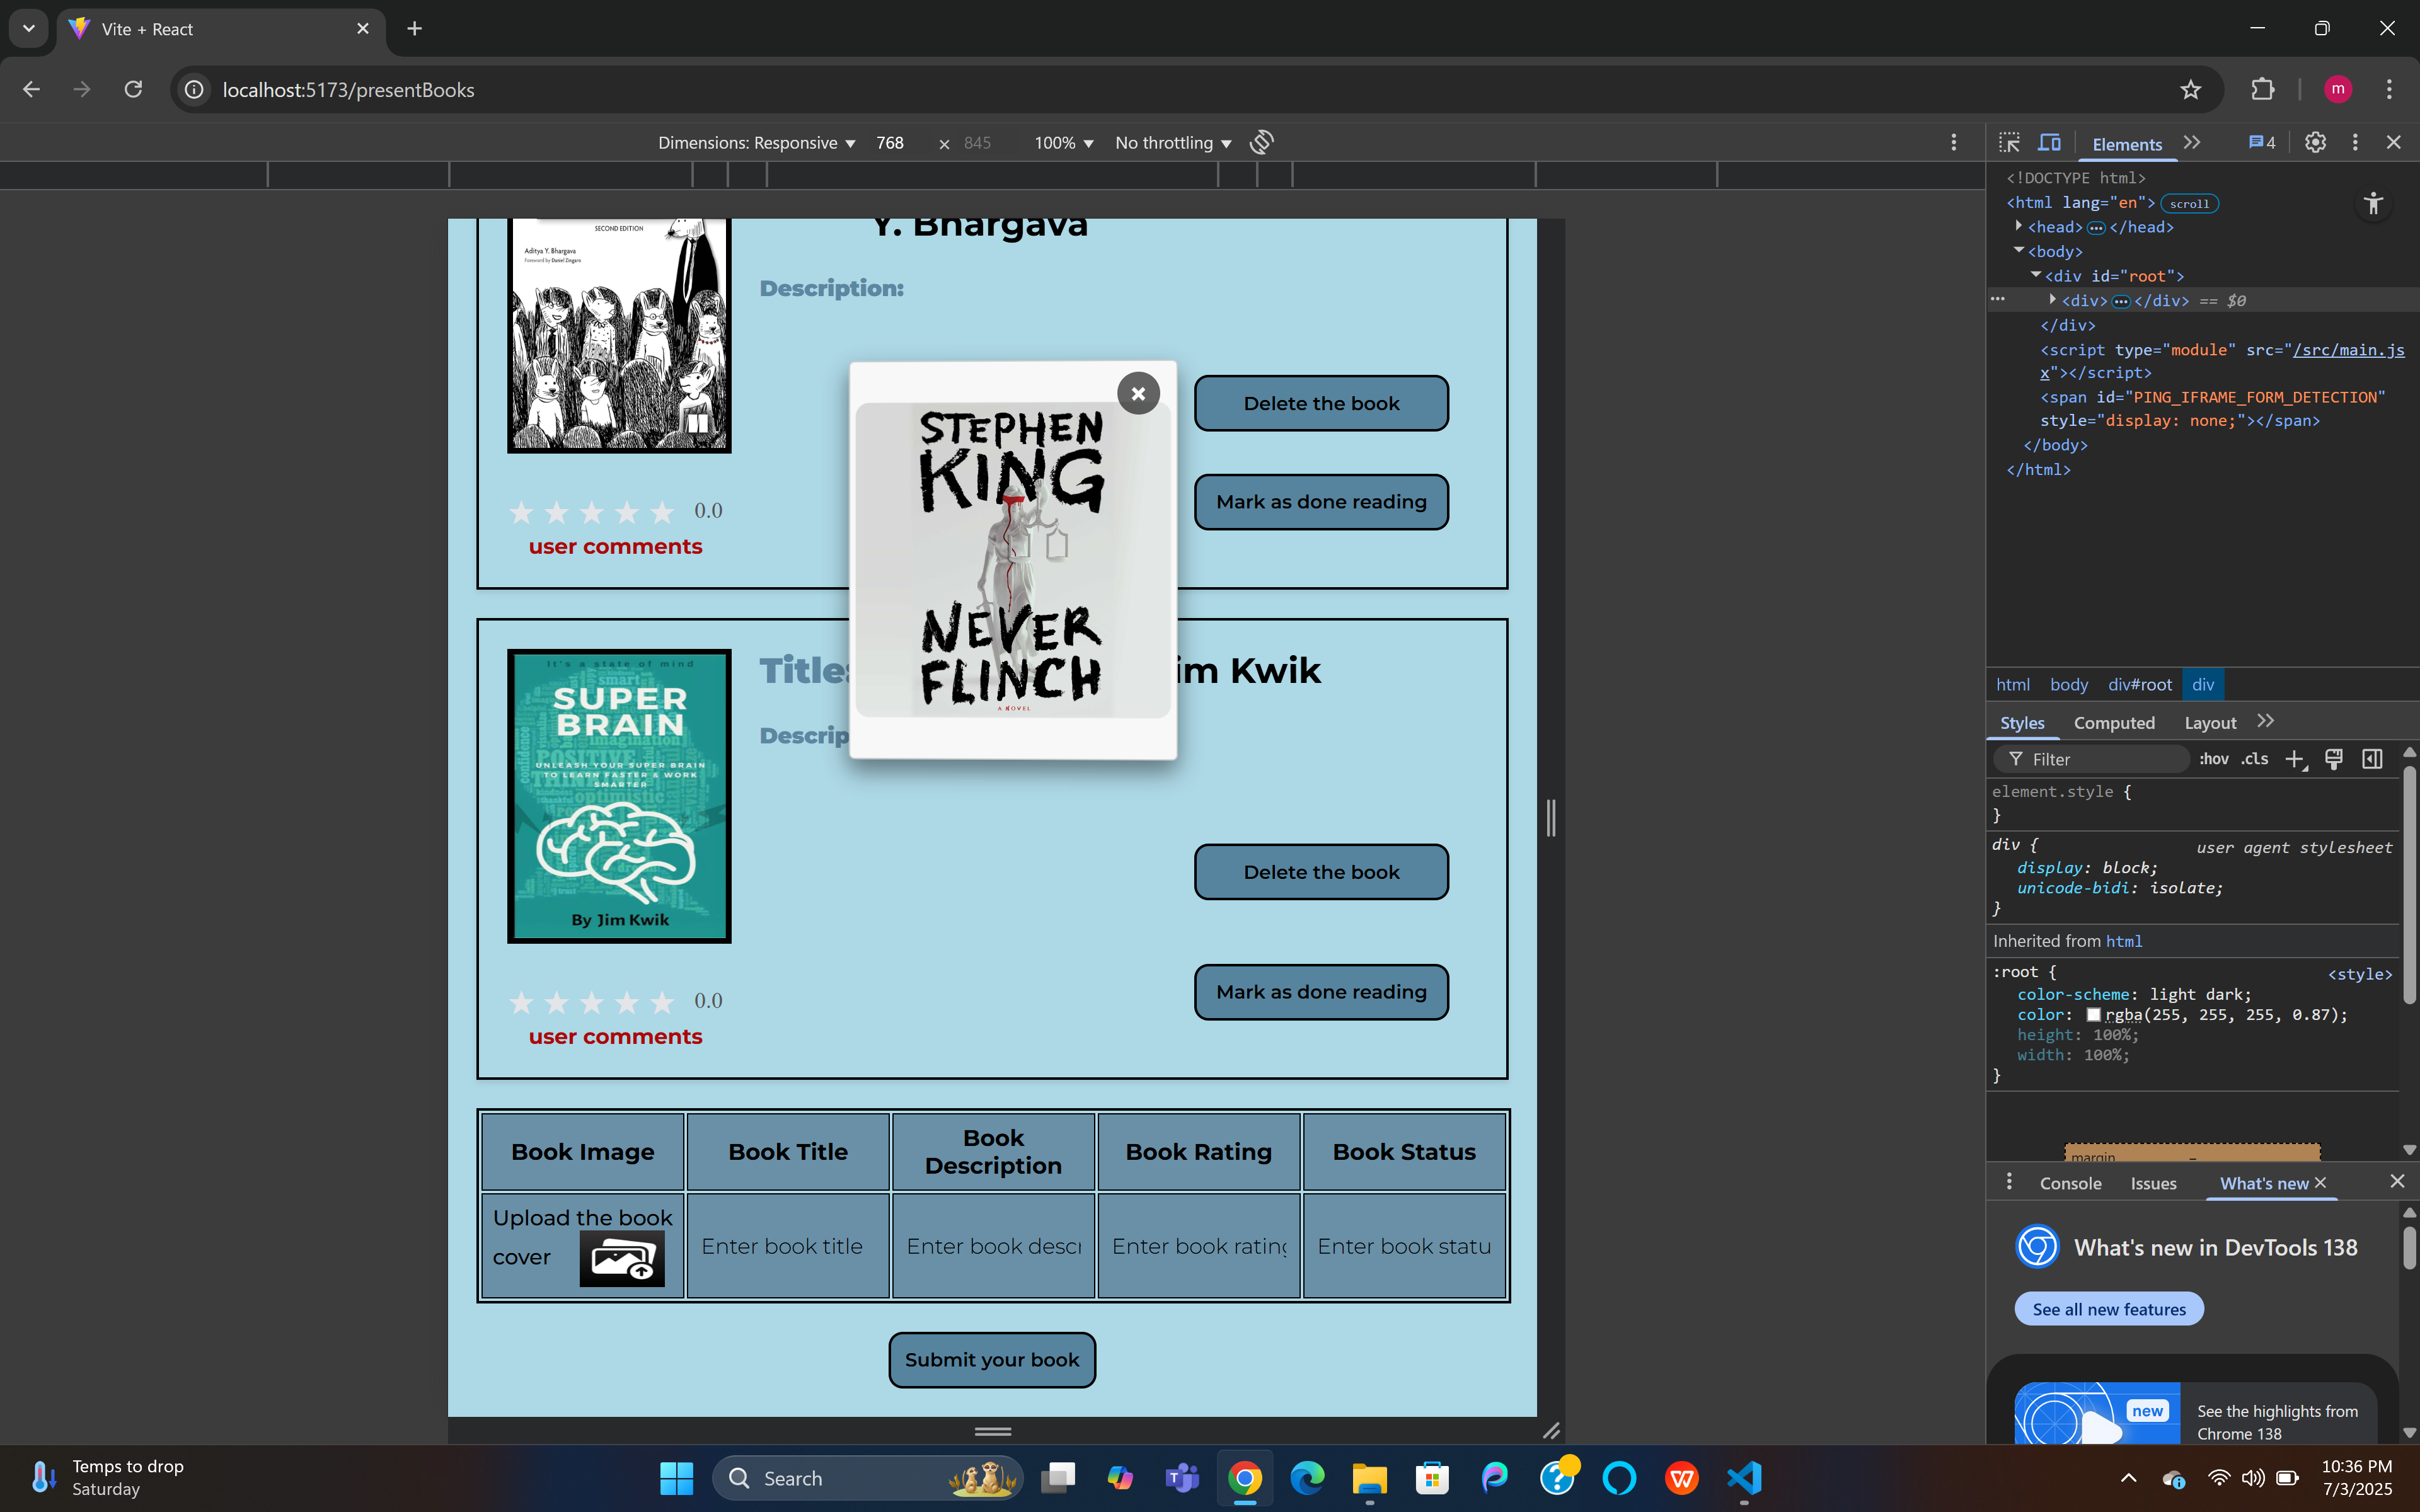 Vite + React
localhost:5173/presentBooks
Dimensions: Responsive 768 × 845 100% No throttling
Elements 4
<!DOCTYPE html>
<html lang="en"> scroll
<head> … </head>
<body>
<div id="root">
<div> … </div> == $0
</div>
<script type="module" src="/src/main.js
x"></script>
<span id="PING_IFRAME_FORM_DETECTION"
style="display: none;"></span>
</body>
</html>
html body div#root div
Styles Computed Layout
Filter :hov .cls
element.style {
}
div { user agent stylesheet
display: block;
unicode-bidi: isolate;
}
Inherited from html
:root { <style>
color-scheme: light dark;
color: rgba(255, 255, 255, 0.87);
height: 100%;
width: 100%;
}
margin –
Console Issues What's new
What's new in DevTools 138
See all new features
new
See the highlights from
Chrome 138
SECOND EDITION
Aditya Y. Bhargava
Foreword by Daniel Zingaro
Y. Bhargava
Description:
Delete the book
Mark as done reading
0.0
user comments
STEPHEN
KING
NEVER
FLINCH
A NOVEL
It's a state of mind
SUPER
BRAIN
UNLEASH YOUR SUPER BRAIN
TO LEARN FASTER & WORK
SMARTER
By Jim Kwik
Title: im Kwik
Descrip
Delete the book
Mark as done reading
0.0
user comments
Book Image Book Title Book Description Book Rating Book Status
Upload the book
cover
Enter book title Enter book descr Enter book rating Enter book statu
Submit your book
Temps to drop
Saturday
Search
10:36 PM
7/3/2025